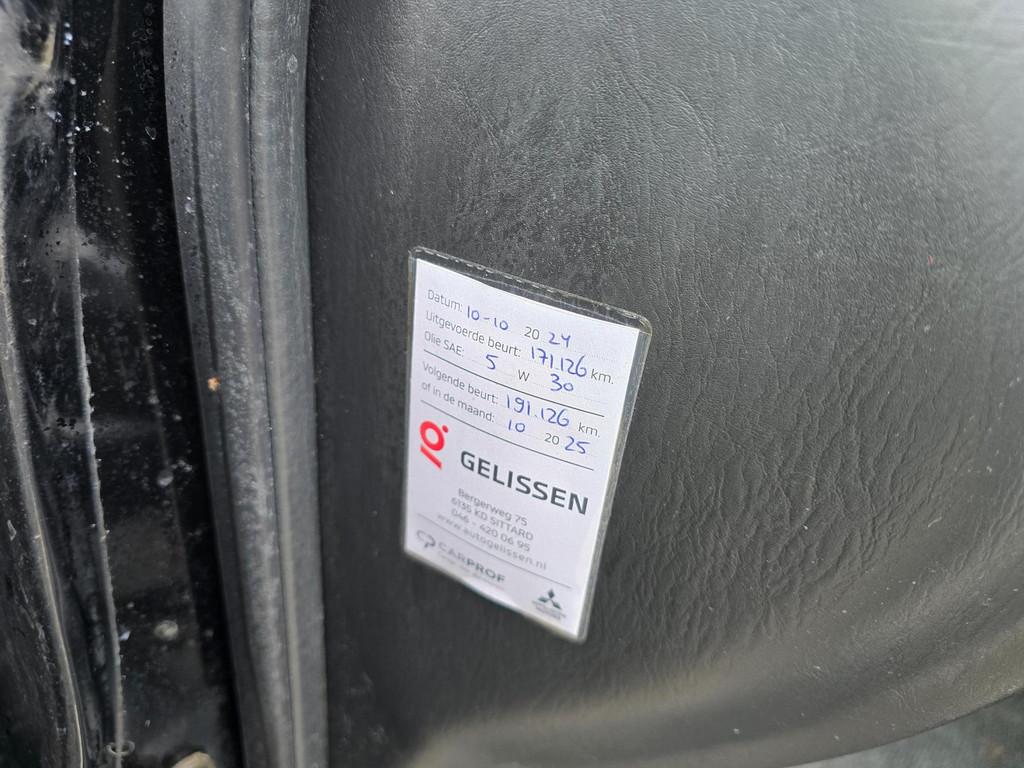 Datum: 10-10 20 24
Uitgevoerde beurt: 171.126 km.
Olie SAE: 5 W 30
Volgende beurt: 191.126 km.
of in de maand: 10 20 25
GELISSEN
Bergerweg 75
6135 KD SITTARD
046 - 420 06 95
www.autogelissen.nl
CARPROF